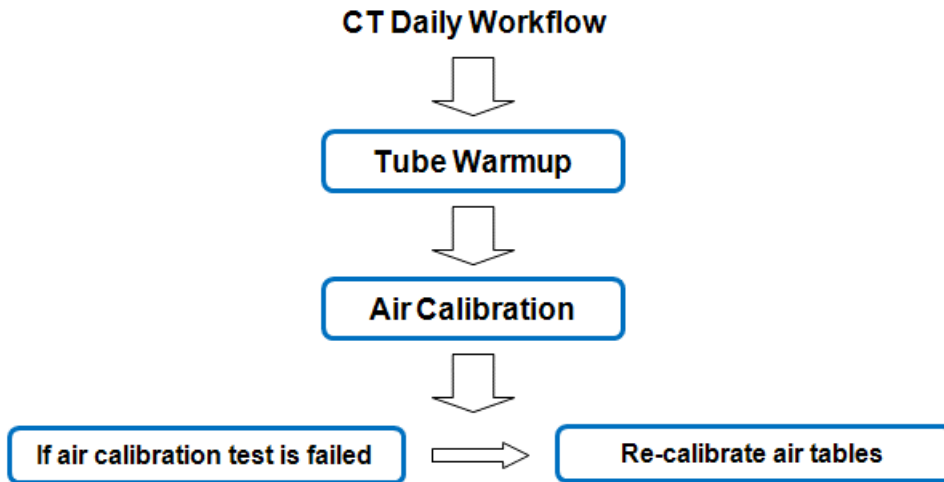 CT Daily Workflow
Tube Warmup
Air Calibration
If air calibration test is failed
Re-calibrate air tables